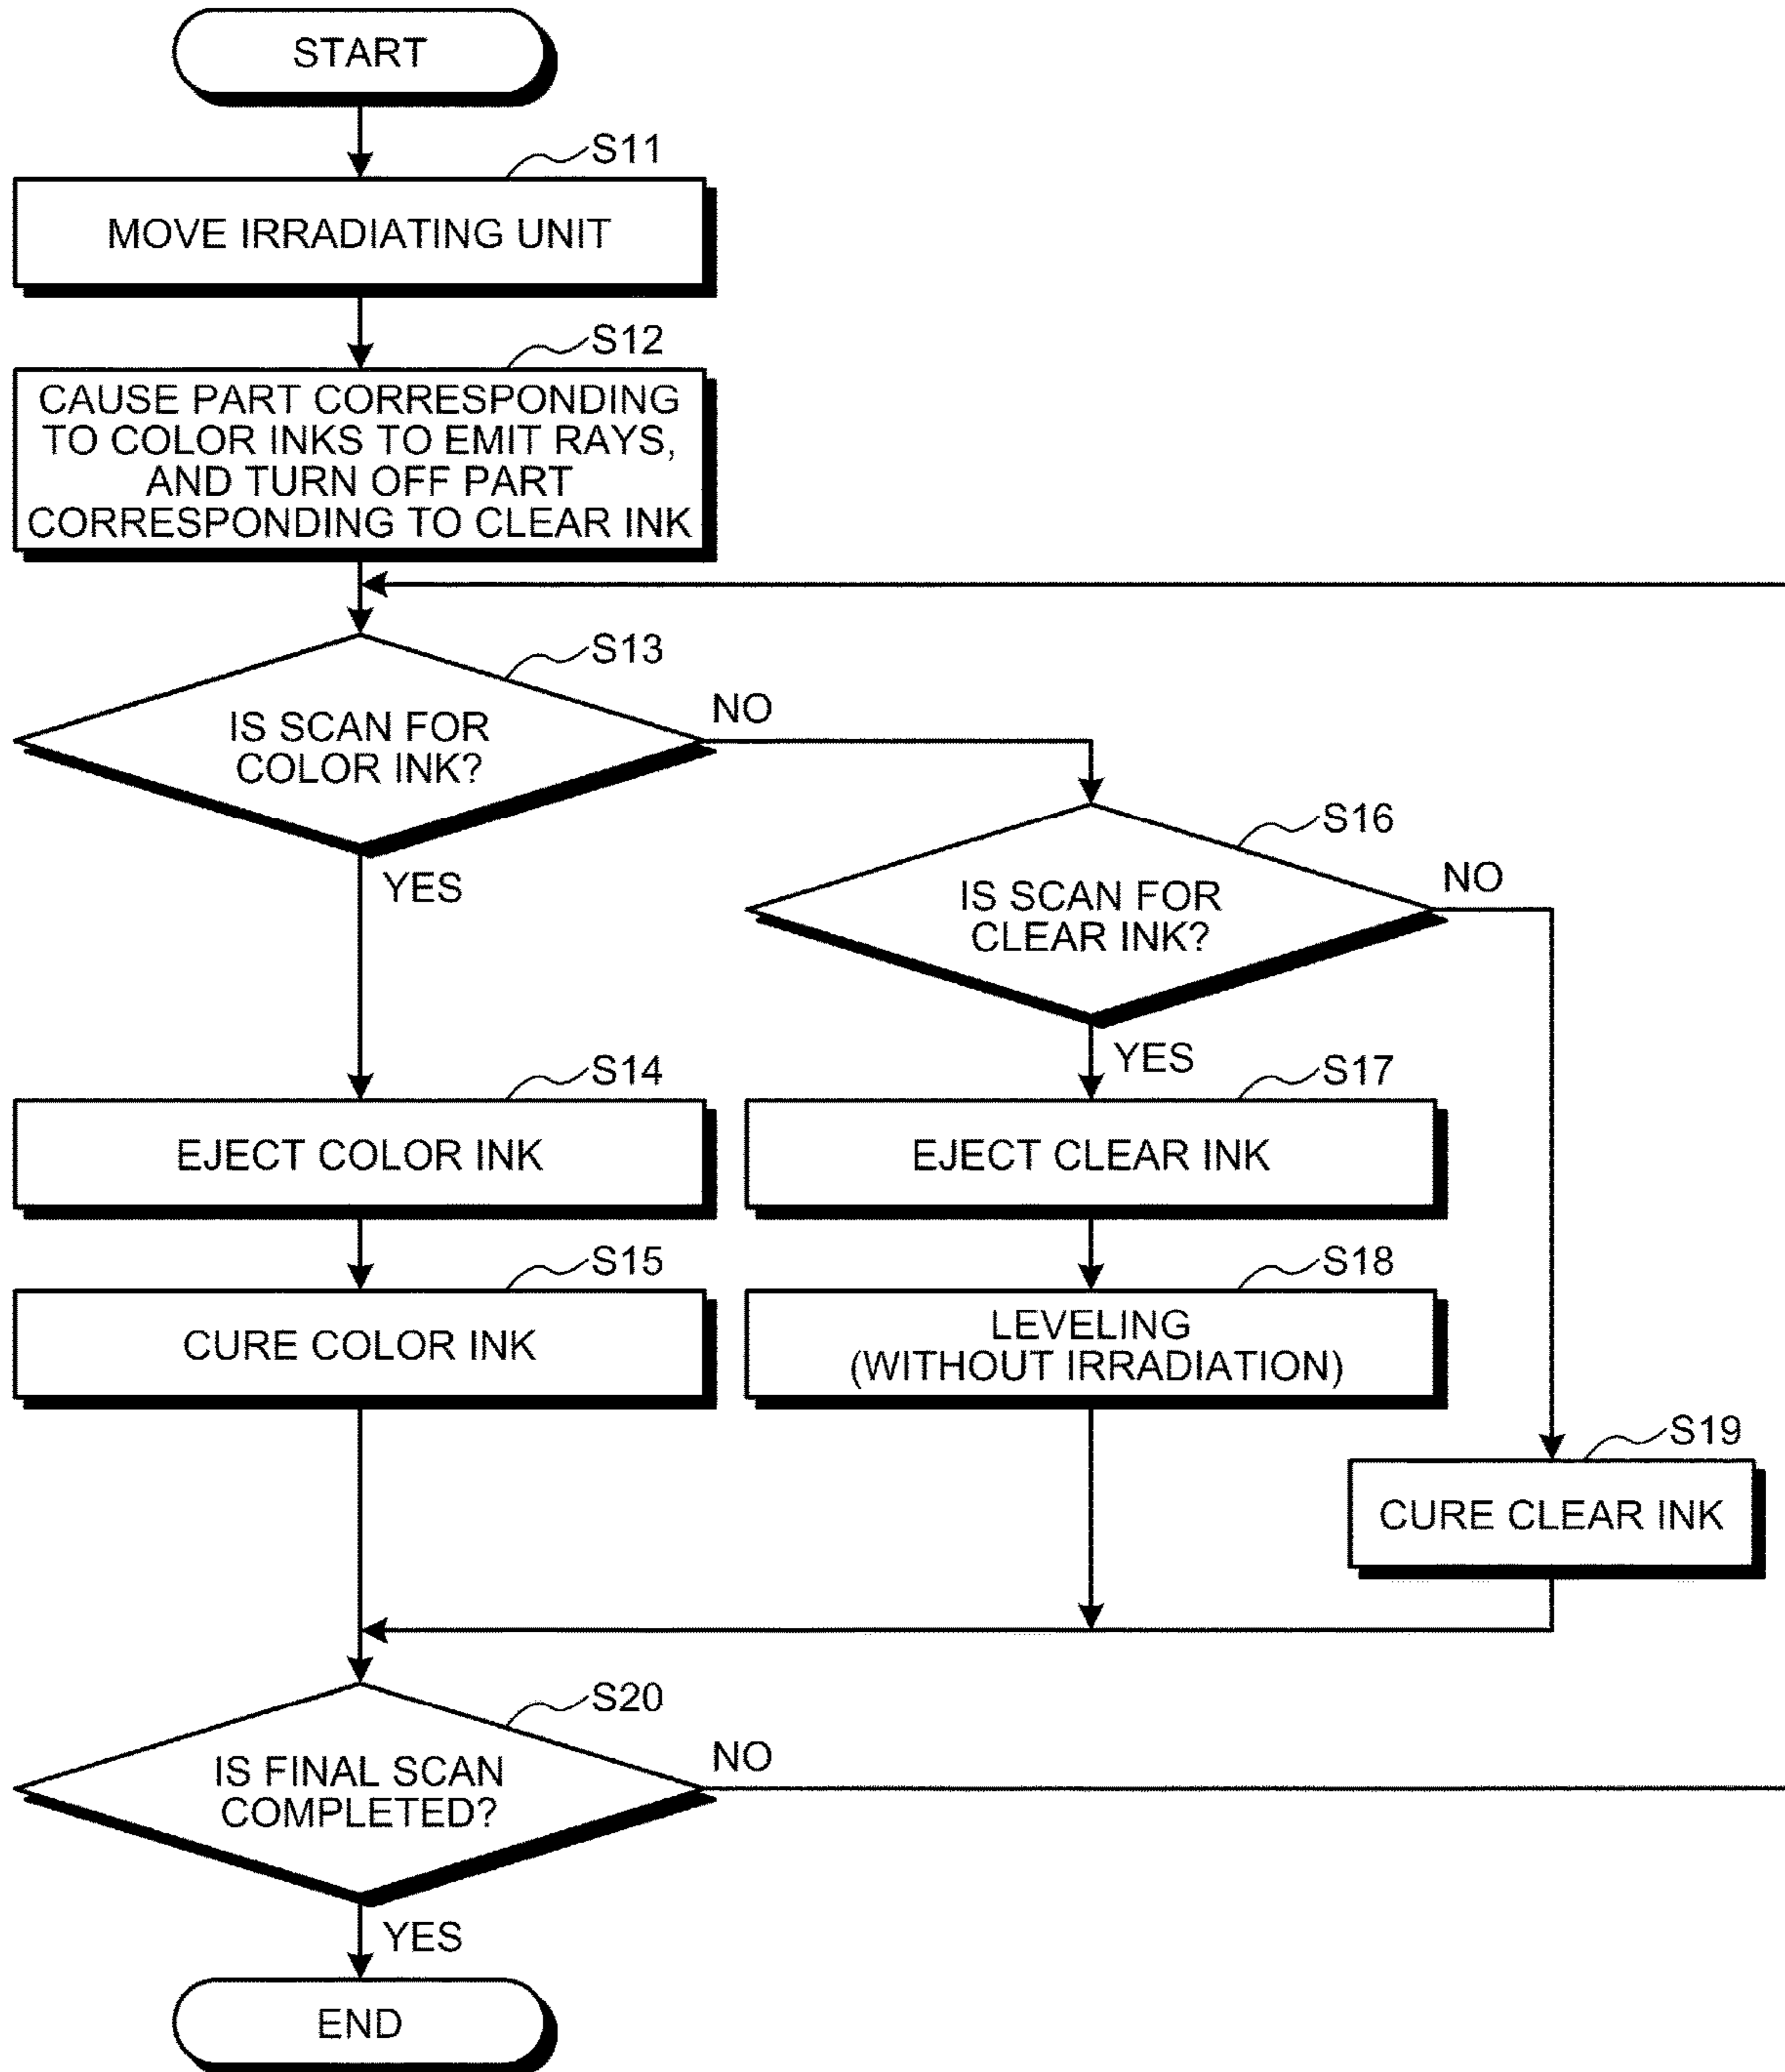 START
S11
MOVE IRRADIATING UNIT
S12
CAUSE PART CORRESPONDING
TO COLOR INKS TO EMIT RAYS,
AND TURN OFF PART
CORRESPONDING TO CLEAR INK
S13
IS SCAN FOR
COLOR INK?
NO
YES
S16
IS SCAN FOR
CLEAR INK?
NO
YES
S14
EJECT COLOR INK
S17
EJECT CLEAR INK
S15
CURE COLOR INK
S18
LEVELING
(WITHOUT IRRADIATION)
S19
CURE CLEAR INK
S20
IS FINAL SCAN
COMPLETED?
NO
YES
END